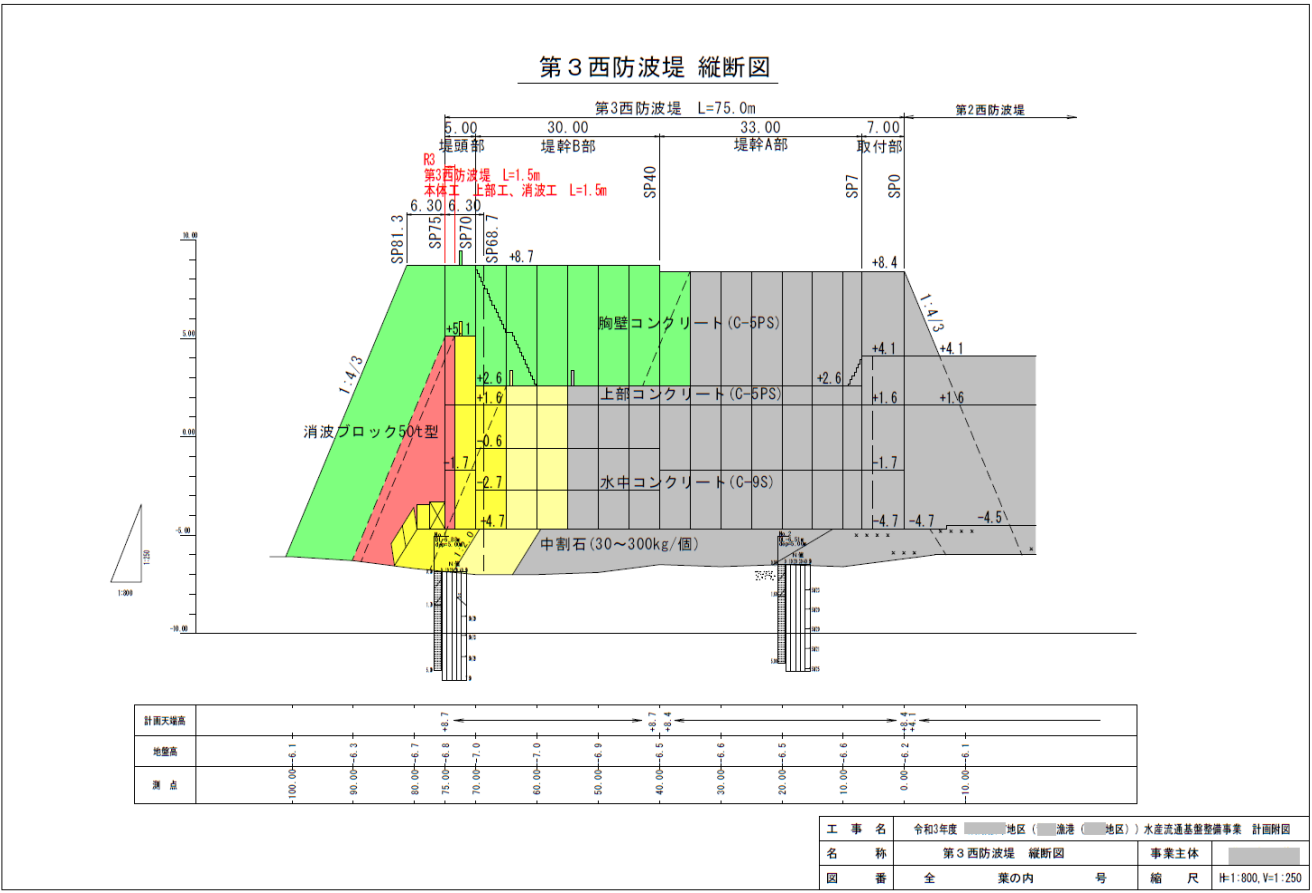 第３西防波堤 縦断図
第3西防波堤 L=75.0m
第2西防波堤
5.00
30.00
33.00
7.00
堤頭部
堤幹B部
堤幹A部
取付部
R3
第3西防波堤 L=1.5m
本体工 上部工、消波工 L=1.5m
6.30
6.30
SP81.3
SP75
SP70
SP68.7
SP40
SP7
SP0
10.00
5.00
0.00
-5.00
-10.00
+8.7
+8.4
1:4/3
1:4/3
胸壁コンクリート(C-5PS)
+5.1
+4.1
+4.1
+2.6
+2.6
上部コンクリート(C-5PS)
+1.6
+1.6
+1.6
消波ブロック50t型
-0.6
-1.7
-1.7
-2.7
水中コンクリート(C-9S)
-4.7
-4.7
-4.7
-4.5
中割石(30～300kg/個)
1:250
1:800
計画天端高
+8.7
+8.7
+8.4
+8.4
+4.1
地盤高
-6.1
-6.3
-6.7
-6.8
-7.0
-7.0
-6.9
-6.5
-6.6
-6.5
-6.6
-6.2
-6.1
測 点
100.00
90.00
80.00
75.00
70.00
60.00
50.00
40.00
30.00
20.00
10.00
0.00
-10.00
工 事 名
令和3年度 地区（ 漁港（ 地区））水産流通基盤整備事業 計画附図
名 称
第３西防波堤 縦断図
事業主体
図 番
全 葉の内 号
縮 尺
H=1:800,V=1:250